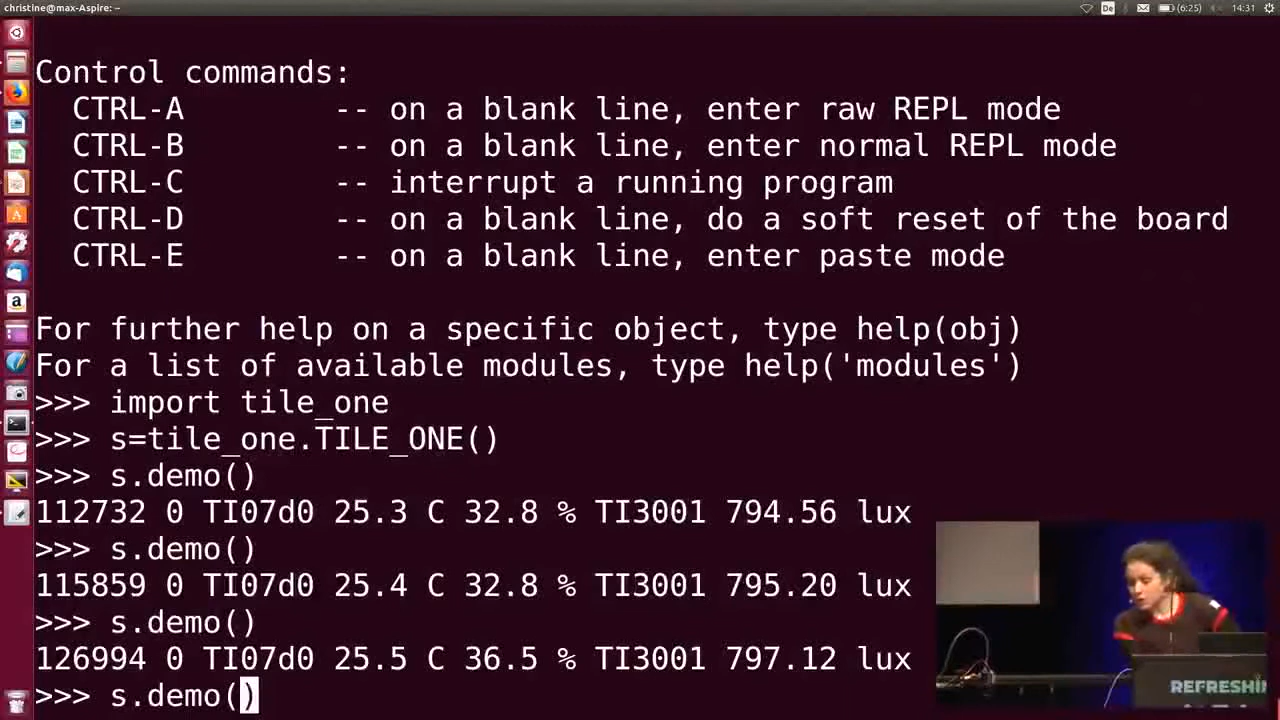 christine@max-Aspire: ~
De
(6:25)
14:31
Control commands:
CTRL-A -- on a blank line, enter raw REPL mode
CTRL-B -- on a blank line, enter normal REPL mode
CTRL-C -- interrupt a running program
CTRL-D -- on a blank line, do a soft reset of the board
CTRL-E -- on a blank line, enter paste mode
For further help on a specific object, type help(obj)
For a list of available modules, type help('modules')
>>> import tile_one
>>> s=tile_one.TILE_ONE()
>>> s.demo()
112732 0 TI07d0 25.3 C 32.8 % TI3001 794.56 lux
>>> s.demo()
115859 0 TI07d0 25.4 C 32.8 % TI3001 795.20 lux
>>> s.demo()
126994 0 TI07d0 25.5 C 36.5 % TI3001 797.12 lux
>>> s.demo()
REFRESHI